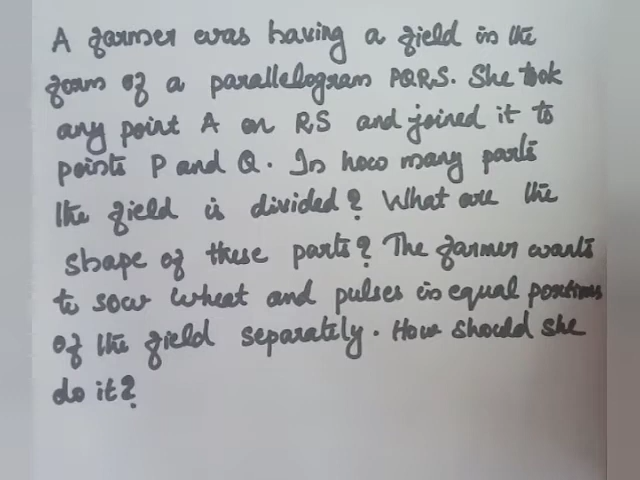 A farmer was having a field in the
form of a parallelogram PQRS. She took
any point A on RS and joined it to
points P and Q. In how many parts
the field is divided? What are the
shape of these parts? The farmer wants
to sow wheat and pulses in equal portions
of the field separately. How should she
do it?